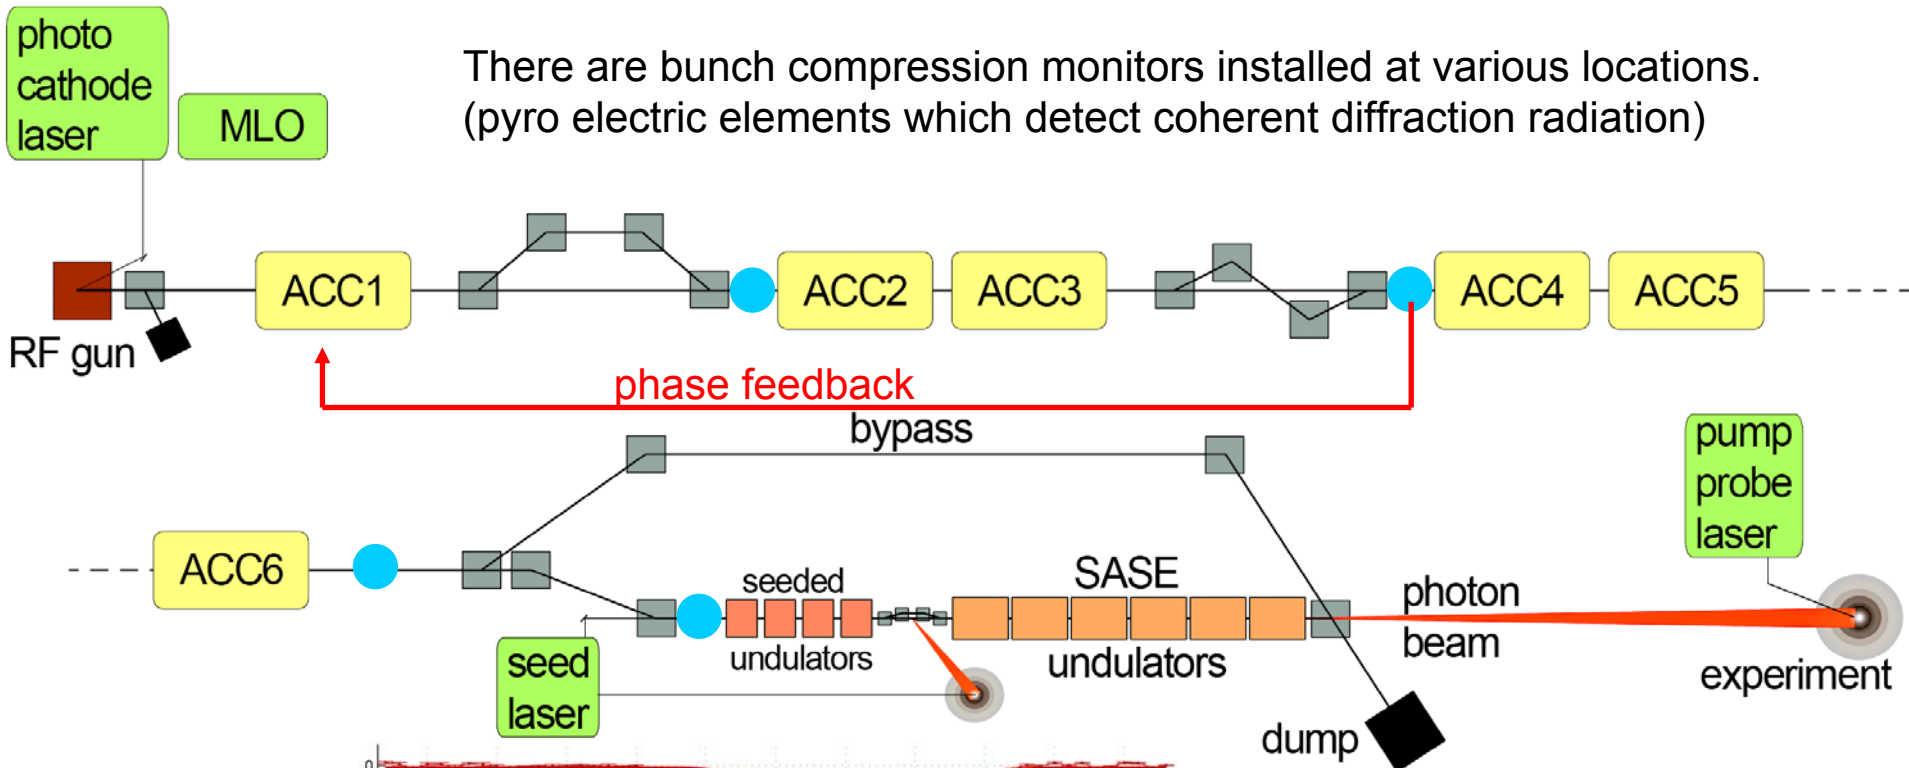 photo
cathode
laser
MLO
There are bunch compression monitors installed at various locations.
(pyro electric elements which detect coherent diffraction radiation)
ACC1
ACC2
ACC3
ACC4
ACC5
RF gun
phase feedback
bypass
pump
probe
laser
ACC6
seeded
undulators
SASE
undulators
photon
beam
experiment
seed
laser
dump
0